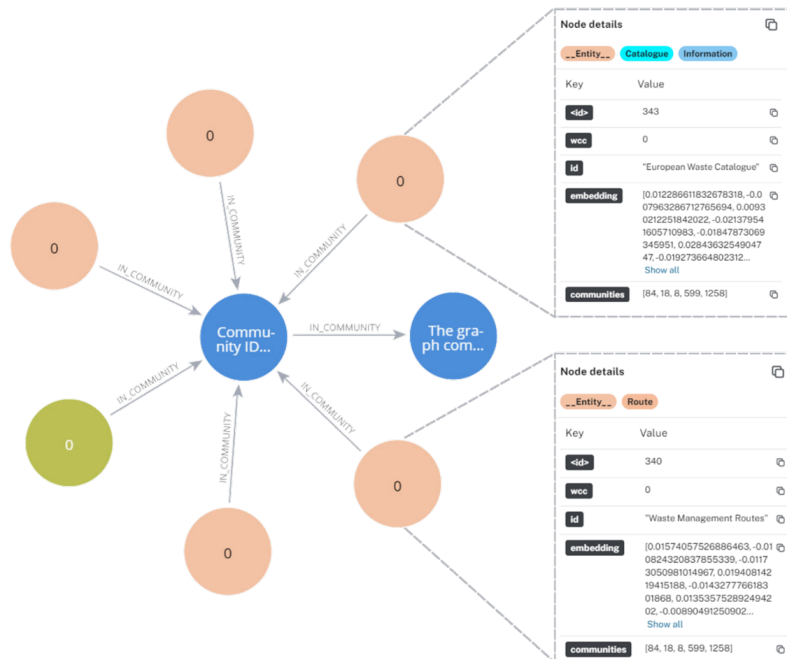 0
0
0
0
0
0
IN_COMMUNITY
IN_COMMUNITY
IN_COMMUNITY
IN_COMMUNITY
IN_COMMUNITY
IN_COMMUNITY
IN_COMMUNITY
Commu-
nity ID...
The gra-
ph com...
Node details
__Entity__ Catalogue Information
Key Value
<id> 343
wcc 0
id "European Waste Catalogue"
embedding [0.012286611832678318, -0.0
07963286712765694, 0.0093
0212251842022, -0.02137954
1605710983, -0.01847873069
345951, 0.02843632549047
47, -0.019273664802312...
Show all
communities [84, 18, 8, 599, 1258]
Node details
__Entity__ Route
Key Value
<id> 340
wcc 0
id "Waste Management Routes"
embedding [0.01574057526886463, -0.01
0824320837855339, -0.0117
3050981014967, 0.019408142
19415188, -0.0143277766183
01868, 0.0135357528924942
02, -0.00890491250902...
Show all
communities [84, 18, 8, 599, 1258]